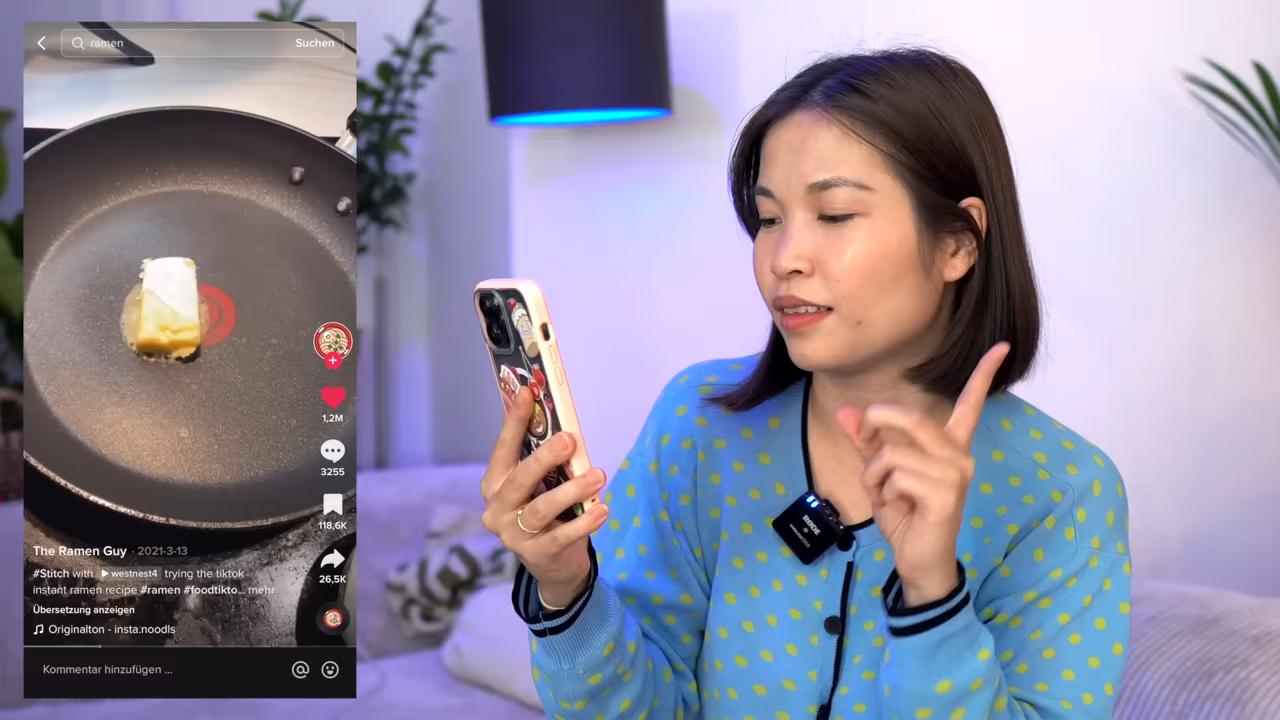 ramen
Suchen
1,2M
3255
118,6K
26,5K
The Ramen Guy · 2021-3-13
#Stitch with westnest4 trying the tiktok
instant ramen recipe #ramen #foodtikto... mehr
Übersetzung anzeigen
Originalton - insta.noodls
Kommentar hinzufügen ...
RØDE